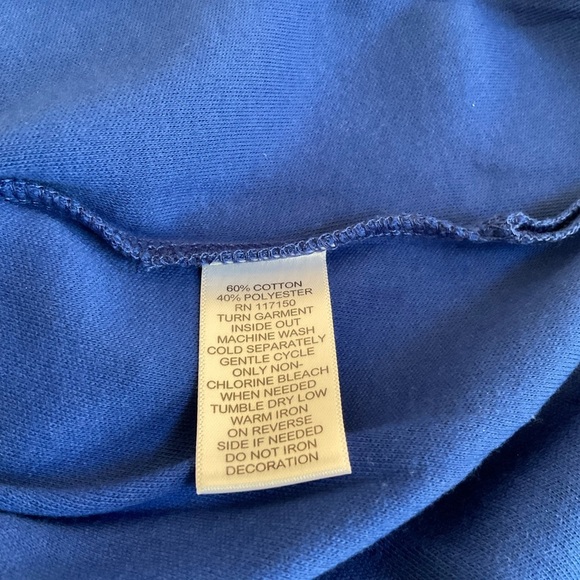 60% COTTON
40% POLYESTER
RN 117150
TURN GARMENT
INSIDE OUT
MACHINE WASH
COLD SEPARATELY
GENTLE CYCLE
ONLY NON-
CHLORINE BLEACH
WHEN NEEDED
TUMBLE DRY LOW
WARM IRON
ON REVERSE
SIDE IF NEEDED
DO NOT IRON
DECORATION